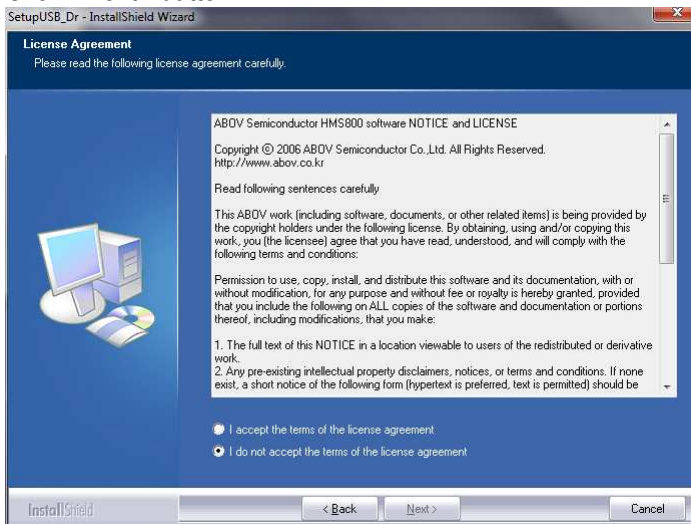 SetupUSB_Dr - InstallShield Wizard
License Agreement
Please read the following license agreement carefully.
ABOV Semiconductor HMS800 software NOTICE and LICENSE
Copyright © 2006 ABOV Semiconductor Co.,Ltd. All Rights Reserved.
http://www.abov.co.kr
Read following sentences carefully
This ABOV work (including software, documents, or other related items) is being provided by
the copyright holders under the following license. By obtaining, using and/or copying this
work, you (the licensee) agree that you have read, understood, and will comply with the
following terms and conditions:
Permission to use, copy, install, and distribute this software and its documentation, with or
without modification, for any purpose and without fee or royalty is hereby granted, provided
that you include the following on ALL copies of the software and documentation or portions
thereof, including modifications, that you make:
1. The full text of this NOTICE in a location viewable to users of the redistributed or derivative
work.
2. Any pre-existing intellectual property disclaimers, notices, or terms and conditions. If none
exist, a short notice of the following form (hypertext is preferred, text is permitted) should be
I accept the terms of the license agreement
I do not accept the terms of the license agreement
InstallShield
< Back
Next >
Cancel